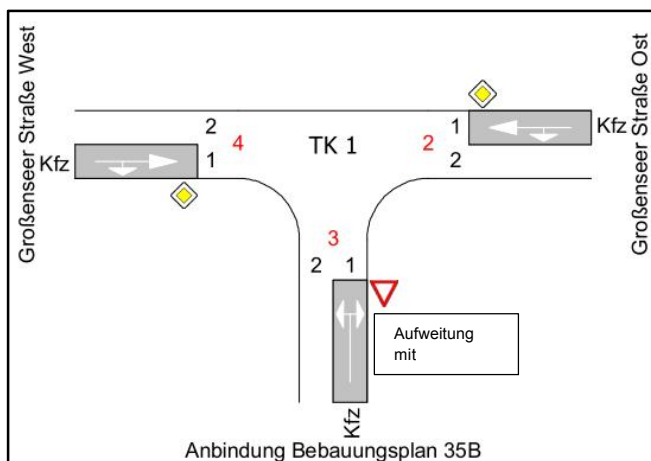 Großenseer Straße West
Großenseer Straße Ost
2
4
TK 1
2
1
Kfz
Kfz
1
2
3
2
1
Aufweitung
mit
Kfz
Anbindung Bebauungsplan 35B